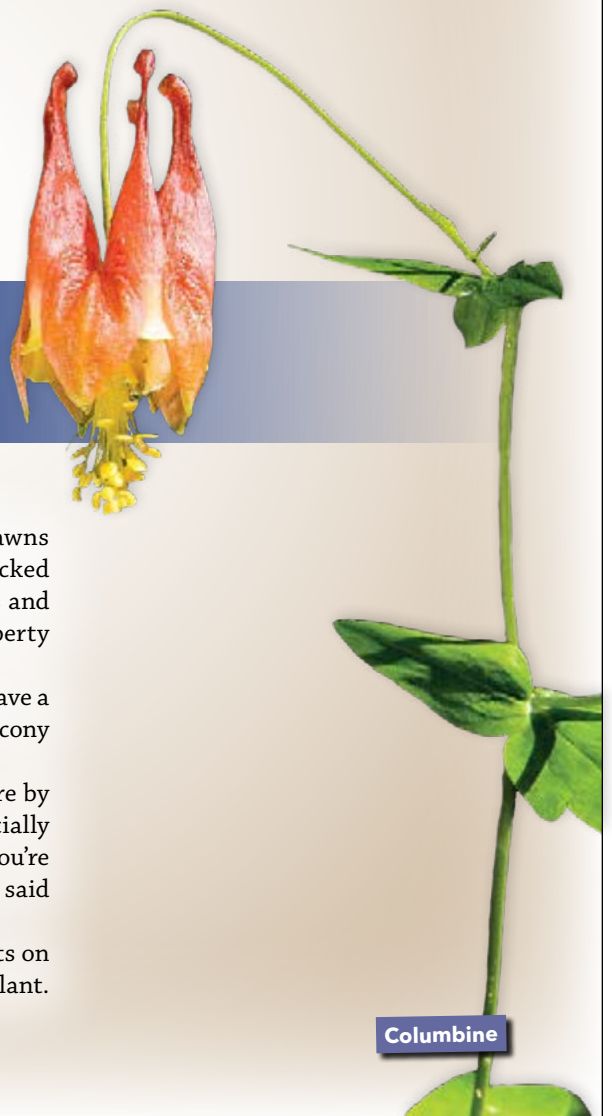 awns
cked
and
perty
ave a
cony
re by
tially
ou're
said
ts on
lant.
Columbine